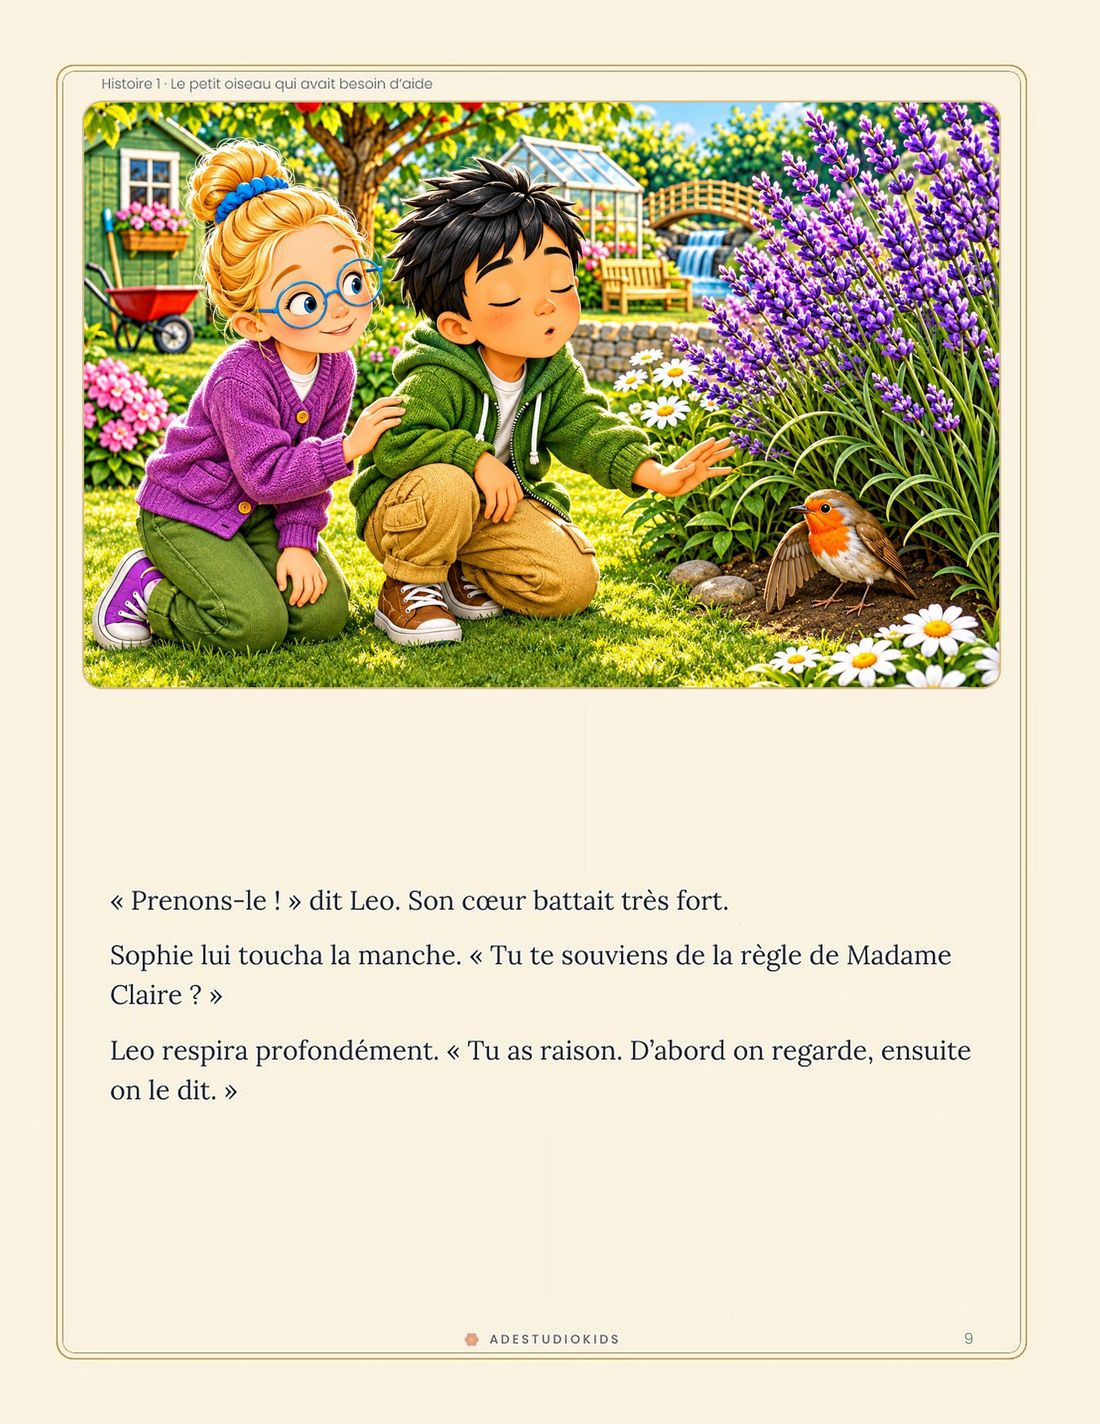 Histoire 1 · Le petit oiseau qui avait besoin d’aide
« Prenons-le ! » dit Leo. Son cœur battait très fort.
Sophie lui toucha la manche. « Tu te souviens de la règle de Madame
Claire ? »
Leo respira profondément. « Tu as raison. D’abord on regarde, ensuite
on le dit. »
ADESTUDIOKIDS
9